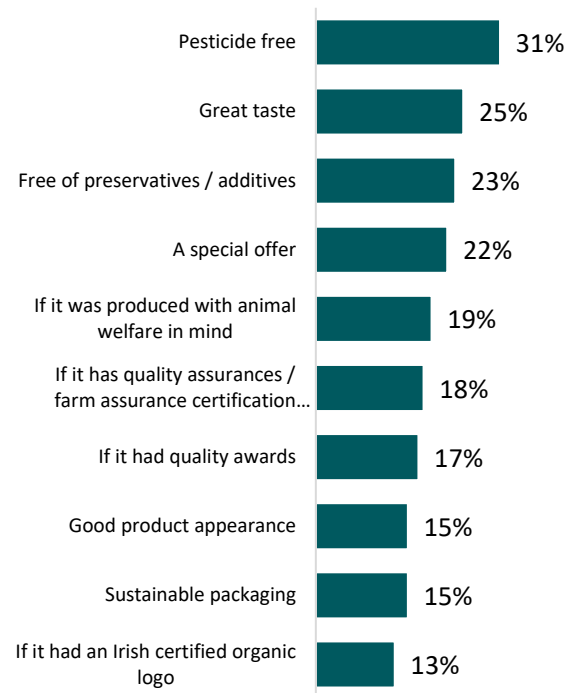 Pesticide free 31%
Great taste 25%
Free of preservatives / additives 23%
A special offer 22%
If it was produced with animal
welfare in mind 19%
If it has quality assurances /
farm assurance certification... 18%
If it had quality awards 17%
Good product appearance 15%
Sustainable packaging 15%
If it had an Irish certified organic
logo 13%